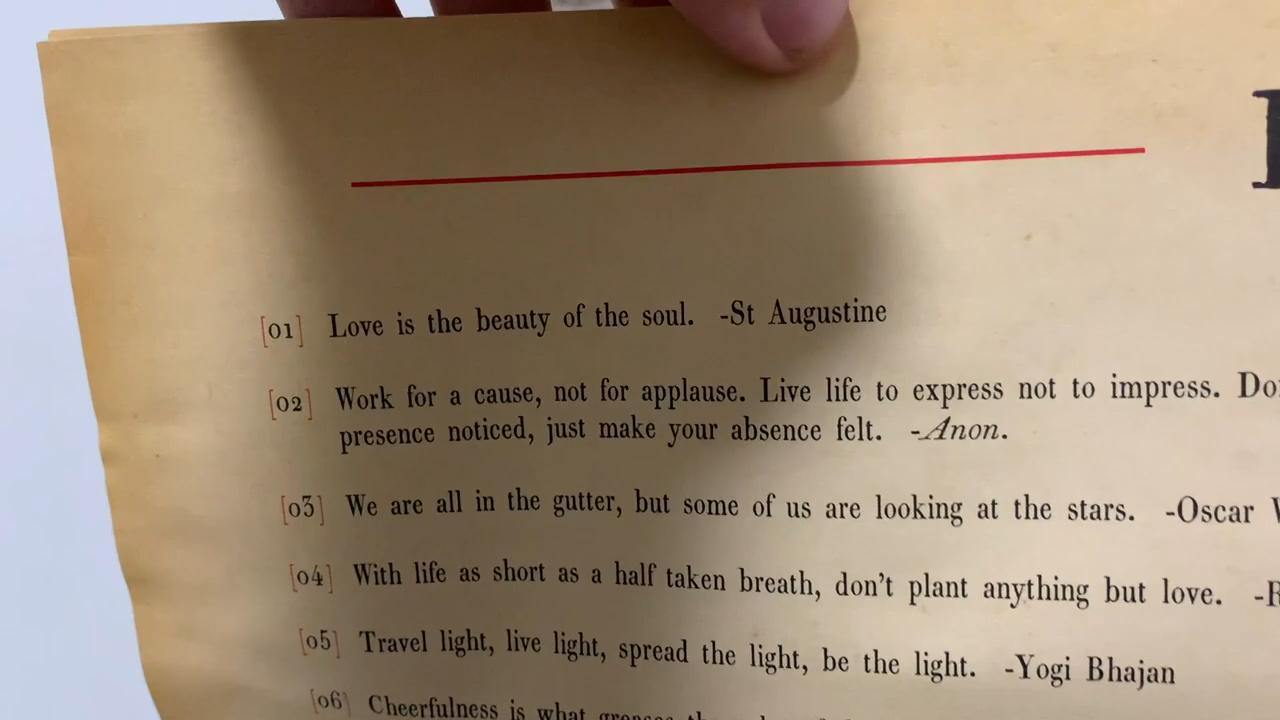 [01] Love is the beauty of the soul. -St Augustine
[02] Work for a cause, not for applause. Live life to express not to impress.
presence noticed, just make your absence felt. -Anon.
[03] We are all in the gutter, but some of us are looking at the stars. -Oscar
[04] With life as short as a half taken breath, don't plant anything but love.
[05] Travel light, live light, spread the light, be the light. -Yogi Bhajan
[06] Cheerfulness is what